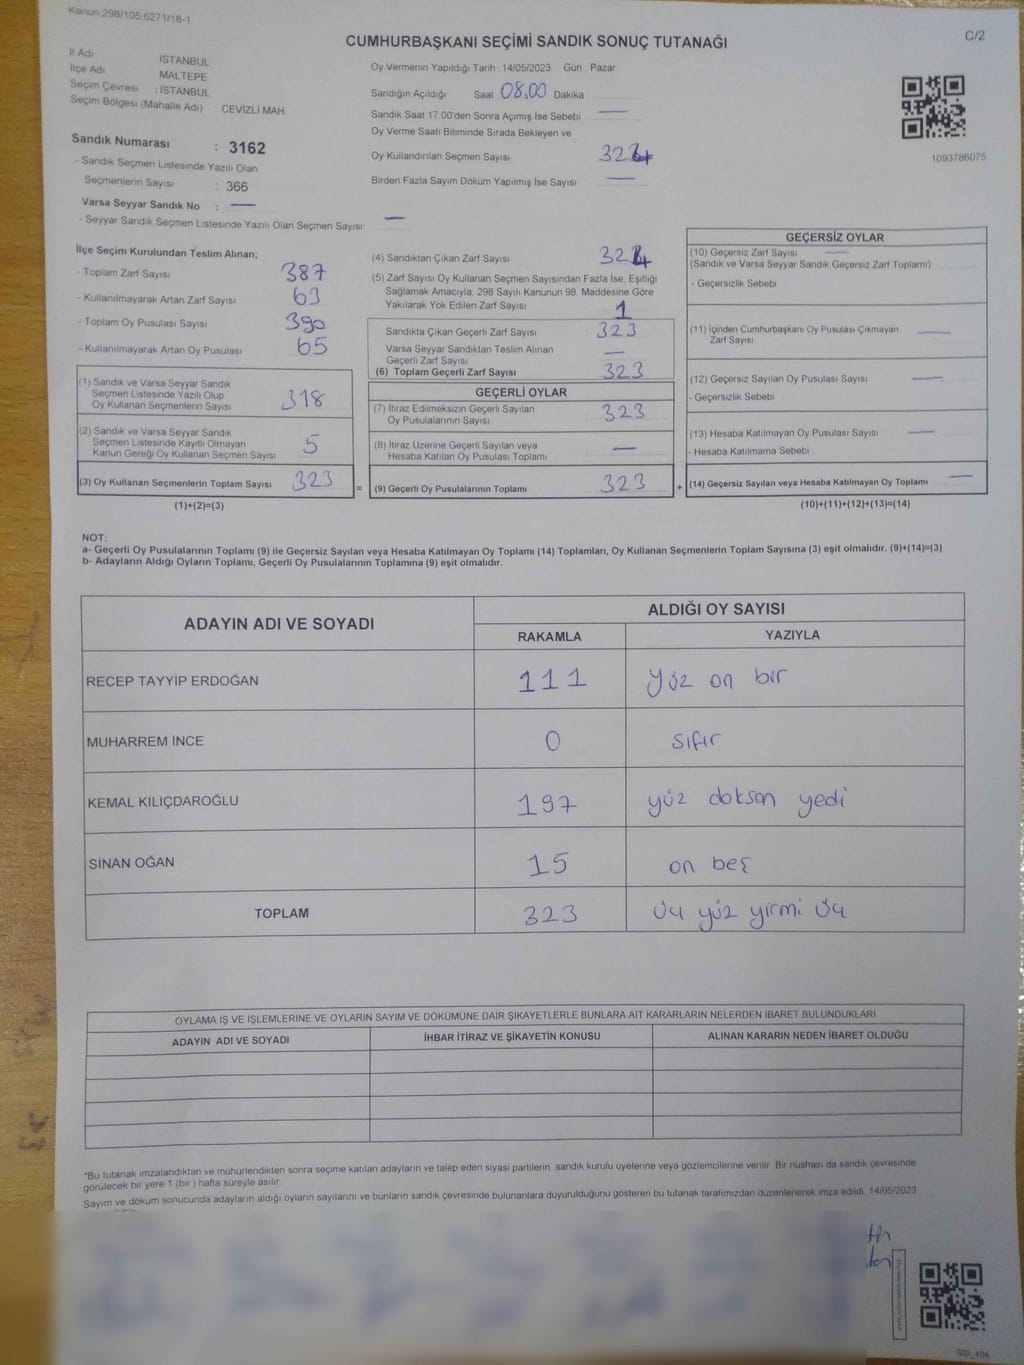 Kanun:298/105,6271/18-1
C/2
CUMHURBAŞKANI SEÇİMİ SANDIK SONUÇ TUTANAĞI
İl Adı İSTANBUL
İlçe Adı MALTEPE
Seçim Çevresi : İSTANBUL
Seçim Bölgesi (Mahalle Adı) CEVİZLİ MAH
Sandık Numarası : 3162
- Sandık Seçmen Listesinde Yazılı Olan
Seçmenlerin Sayısı : 366
Varsa Seyyar Sandık No : —
- Seyyar Sandık Seçmen Listesinde Yazılı Olan Seçmen Sayısı: —
Oy Vermenin Yapıldığı Tarih : 14/05/2023 Gün : Pazar
Sandığın Açıldığı Saat 08.00 Dakika
Sandık Saat 17.00'den Sonra Açımış İse Sebebi —
Oy Verme Saati Bitiminde Sırada Bekleyen ve
Oy Kullandırılan Seçmen Sayısı 324
Birden Fazla Sayım Döküm Yapılmış İse Sayısı : —
1093786075
İlçe Seçim Kurulundan Teslim Alınan;
- Toplam Zarf Sayısı 387
- Kullanılmayarak Artan Zarf Sayısı 63
- Toplam Oy Pusulası Sayısı 390
- Kullanılmayarak Artan Oy Pusulası 65
(1) Sandık ve Varsa Seyyar Sandık
Seçmen Listesinde Yazılı Olup
Oy Kullanan Seçmenlerin Sayısı 318
(2) Sandık ve Varsa Seyyar Sandık
Seçmen Listesinde Kayıtlı Olmayan
Kanun Gereği Oy Kullanan Seçmen Sayısı 5
(3) Oy Kullanan Seçmenlerin Toplam Sayısı 323 =
(1)+(2)=(3)
(4) Sandıktan Çıkan Zarf Sayısı 324
(5) Zarf Sayısı Oy Kullanan Seçmen Sayısından Fazla İse, Eşitliği
Sağlamak Amacıyla; 298 Sayılı Kanunun 98. Maddesine Göre
Yakılarak Yok Edilen Zarf Sayısı 1
Sandıkta Çıkan Geçerli Zarf Sayısı 323
Varsa Seyyar Sandıktan Teslim Alınan
Geçerli Zarf Sayısı —
(6) Toplam Geçerli Zarf Sayısı 323
GEÇERLİ OYLAR
(7) İtiraz Edilmeksizin Geçerli Sayılan
Oy Pusulalarının Sayısı 323
(8) İtiraz Üzerine Geçerli Sayılan veya
Hesaba Katılan Oy Pusulası Toplamı —
(9) Geçerli Oy Pusulalarının Toplamı 323 +
GEÇERSİZ OYLAR
(10) Geçersiz Zarf Sayısı —
(Sandık ve Varsa Seyyar Sandık Geçersiz Zarf Toplamı)
- Geçersizlik Sebebi
(11) İçinden Cumhurbaşkanı Oy Pusulası Çıkmayan
Zarf Sayısı —
(12) Geçersiz Sayılan Oy Pusulası Sayısı —
- Geçersizlik Sebebi
(13) Hesaba Katılmayan Oy Pusulası Sayısı —
- Hesaba Katılmama Sebebi
(14) Geçersiz Sayılan veya Hesaba Katılmayan Oy Toplamı —
(10)+(11)+(12)+(13)=(14)
NOT:
a- Geçerli Oy Pusulalarının Toplamı (9) ile Geçersiz Sayılan veya Hesaba Katılmayan Oy Toplamı (14) Toplamları, Oy Kullanan Seçmenlerin Toplam Sayısına (3) eşit olmalıdır. (9)+(14)=(3)
b- Adayların Aldığı Oyların Toplamı, Geçerli Oy Pusulalarının Toplamına (9) eşit olmalıdır.
ADAYIN ADI VE SOYADI
ALDIĞI OY SAYISI
RAKAMLA YAZIYLA
RECEP TAYYİP ERDOĞAN 111 yüz on bir
MUHARREM İNCE 0 sıfır
KEMAL KILIÇDAROĞLU 197 yüz doksan yedi
SİNAN OĞAN 15 on beş
TOPLAM 323 üç yüz yirmi üç
OYLAMA İŞ VE İŞLEMLERİNE VE OYLARIN SAYIM VE DÖKÜMÜNE DAİR ŞİKAYETLERLE BUNLARA AİT KARARLARIN NELERDEN İBARET BULUNDUKLARI
ADAYIN ADI VE SOYADI İHBAR İTİRAZ VE ŞİKAYETİN KONUSU ALINAN KARARIN NEDEN İBARET OLDUĞU
*Bu tutanak imzalandıktan ve mühürlendikten sonra seçime katılan adayların ve talep eden siyasi partilerin sandık kurulu üyelerine veya gözlemcilerine verilir. Bir nüshası da sandık çevresinde
görülecek bir yere 1 (bir) hafta süreyle asılır.
Sayım ve döküm sonucunda adayların aldığı oyların sayılarını ve bunların sandık çevresinde bulunanlara duyurulduğunu gösteren bu tutanak tarafımızdan düzenlenerek imza edildi. 14/05/2023